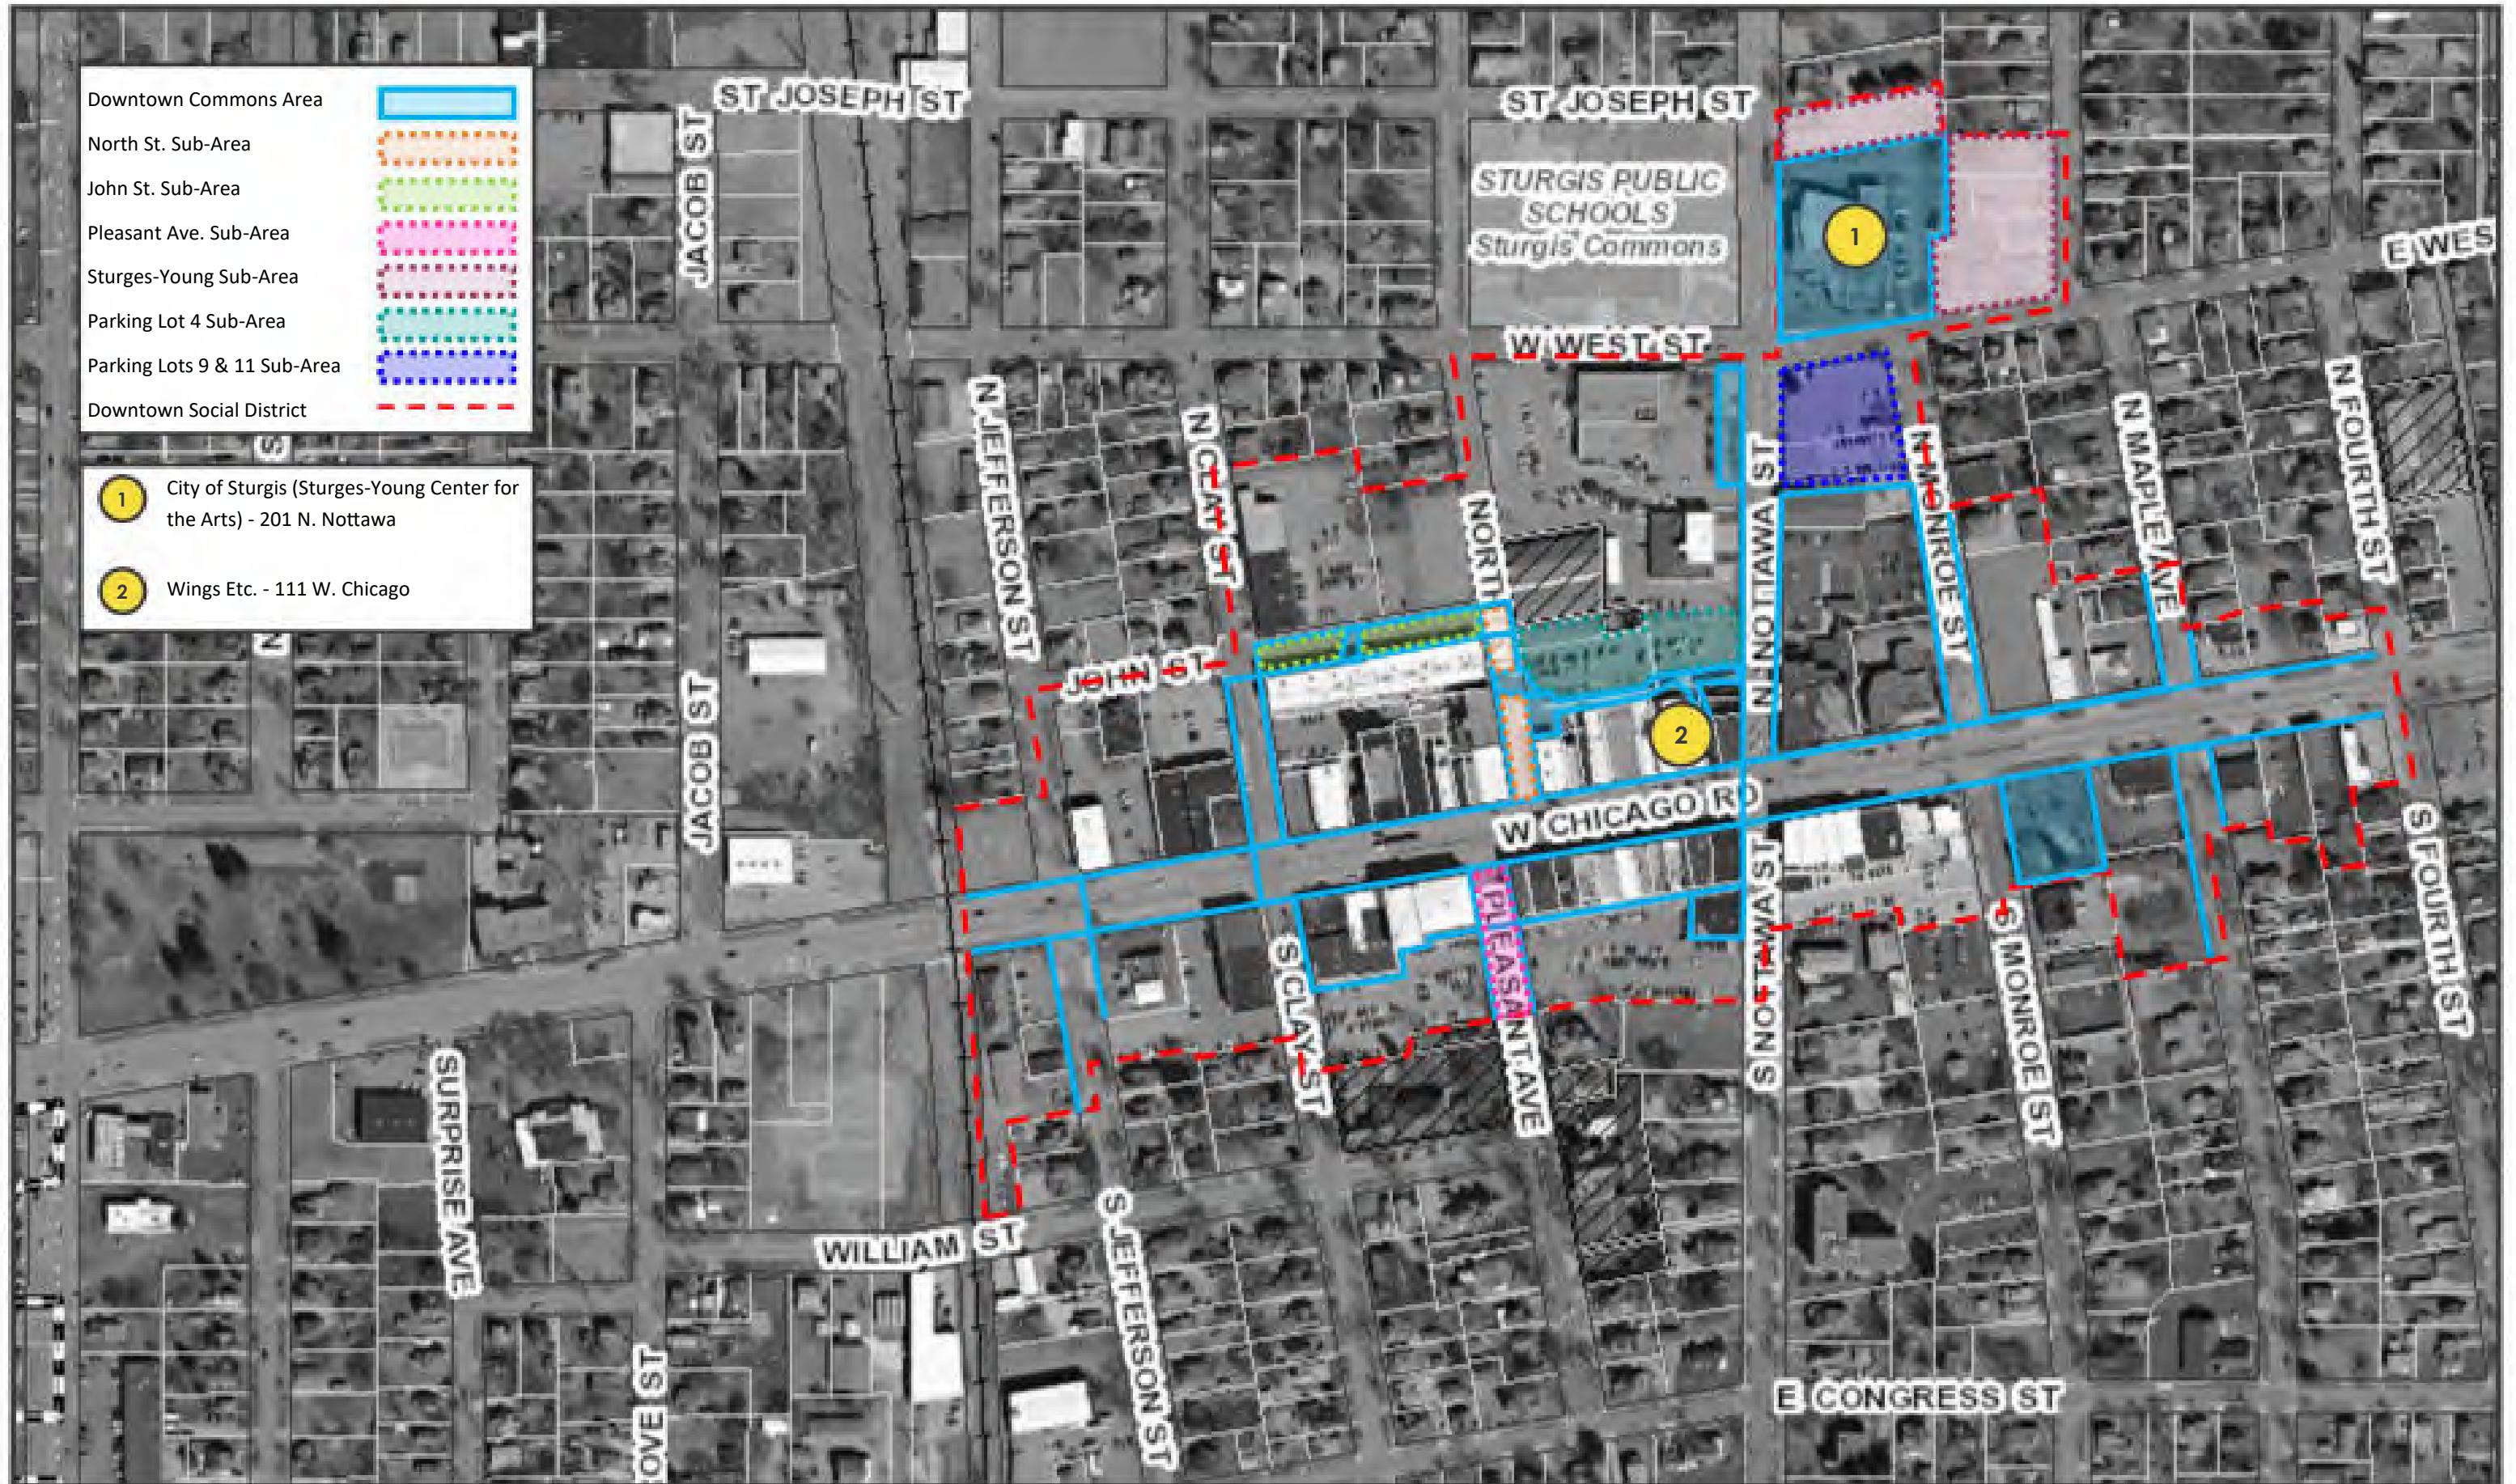 Downtown Commons Area
North St. Sub-Area
John St. Sub-Area
Pleasant Ave. Sub-Area
Sturges-Young Sub-Area
Parking Lot 4 Sub-Area
Parking Lots 9 & 11 Sub-Area
Downtown Social District
1
City of Sturgis (Sturges-Young Center for
the Arts) - 201 N. Nottawa
2
Wings Etc. - 111 W. Chicago
ST JOSEPH ST
ST JOSEPH ST
JACOB ST
STURGIS PUBLIC
SCHOOLS
Sturgis Commons
1
E WES
W WEST ST
N JEFFERSON ST
N CLAY ST
NORTH
N NOTTAWA ST
N MONROE ST
N MAPLE AVE
N FOURTH ST
JOHN ST
JACOB ST
2
W CHICAGO RD
PLEASANT AVE
S CLAY ST
S NOTTAWA ST
S MONROE ST
S FOURTH ST
SURPRISE AVE
WILLIAM ST
S JEFFERSON ST
OVE ST
E CONGRESS ST